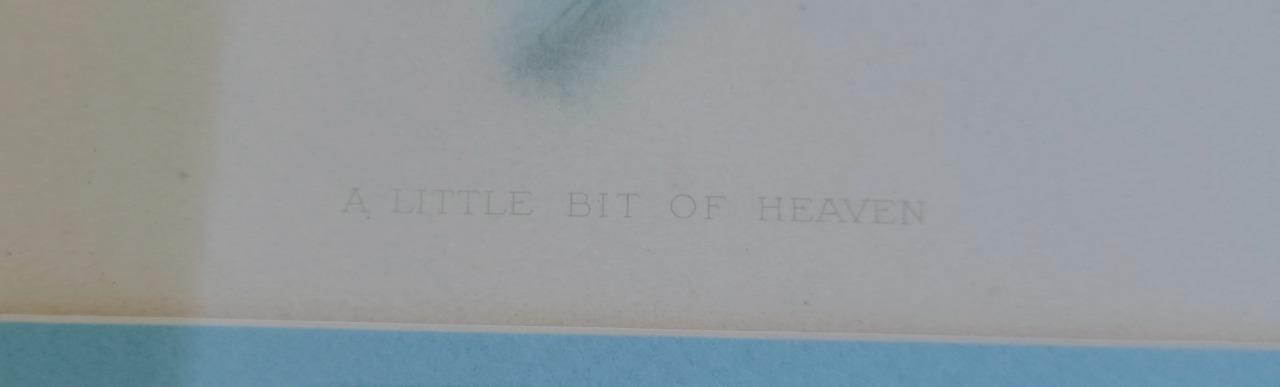 A LITTLE BIT OF HEAVEN